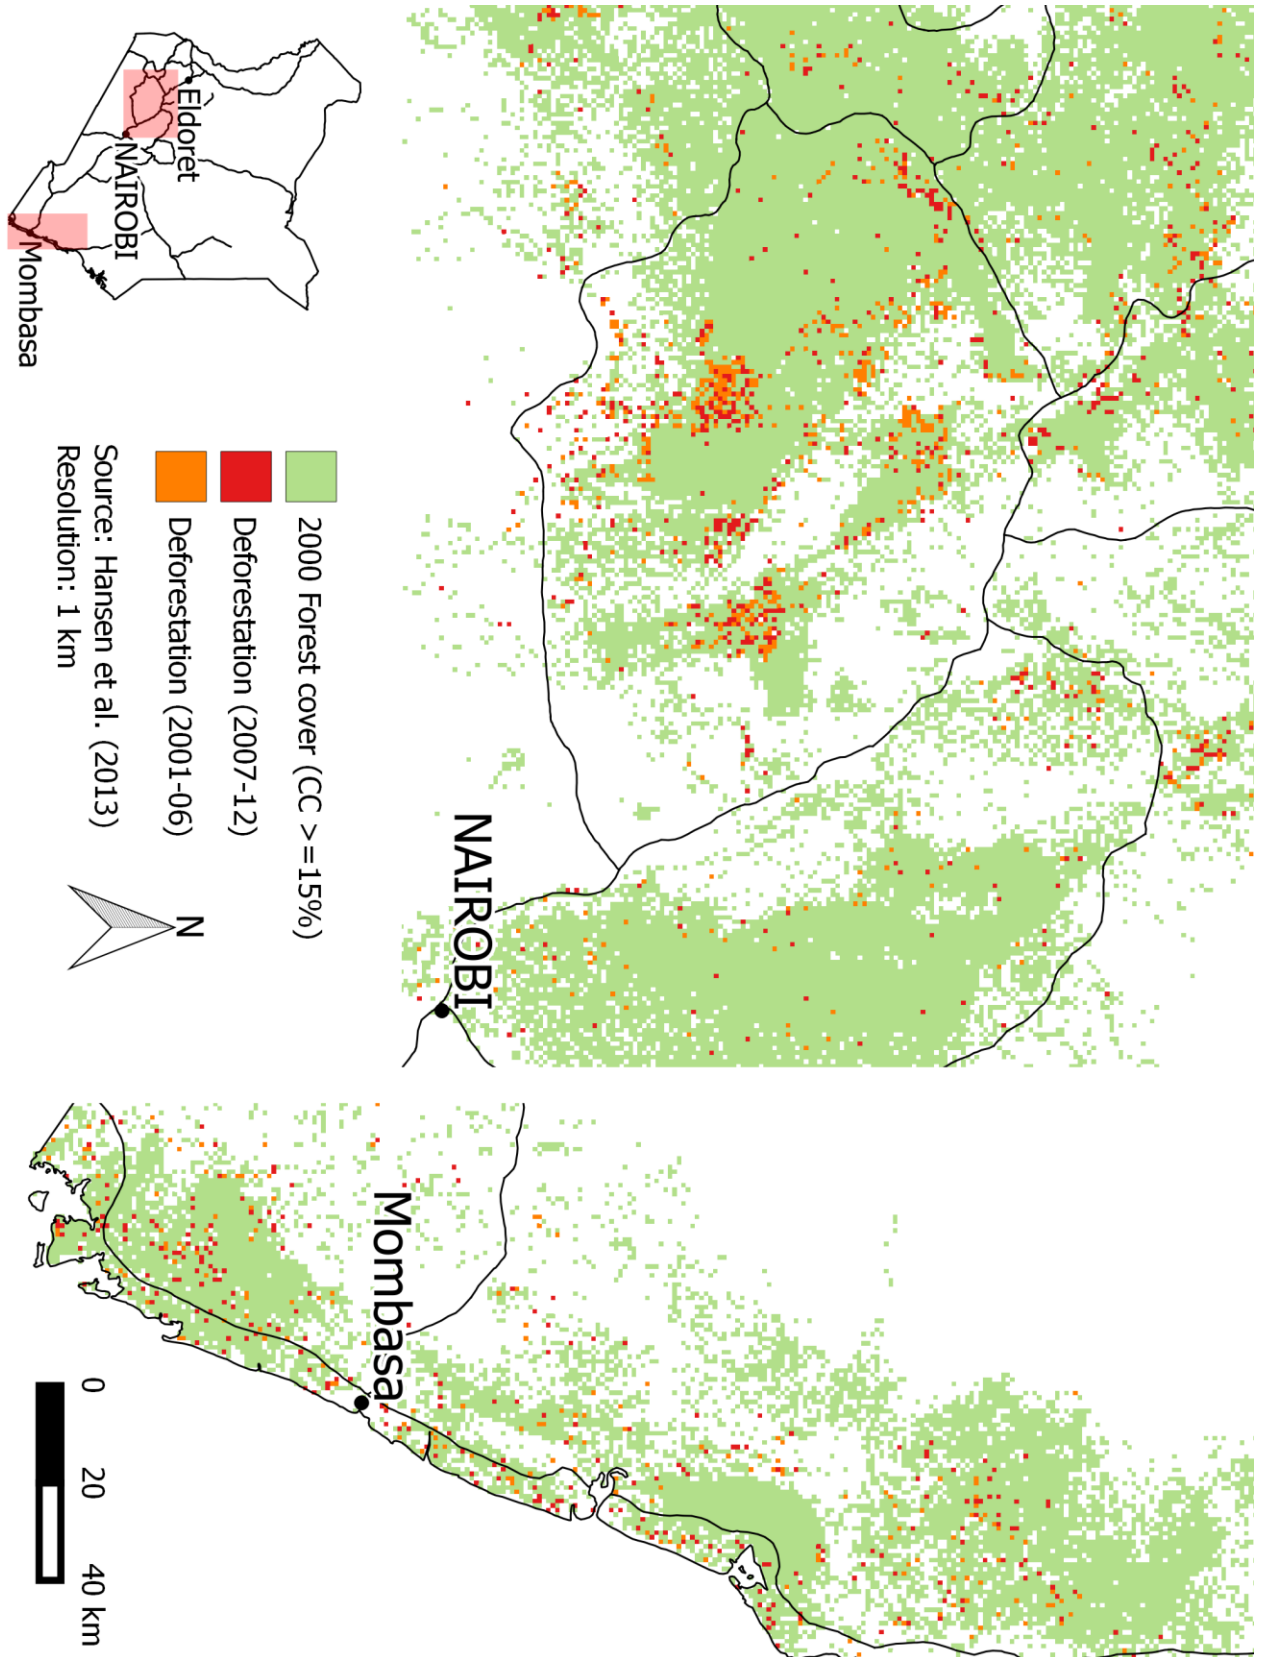 Eldoret
NAIROBI
Mombasa
2000 Forest cover (CC >=15%)
Deforestation (2007-12)
Deforestation (2001-06)
Source: Hansen et al. (2013)
Resolution: 1 km
N
NAIROBI
Mombasa
0 20 40 km